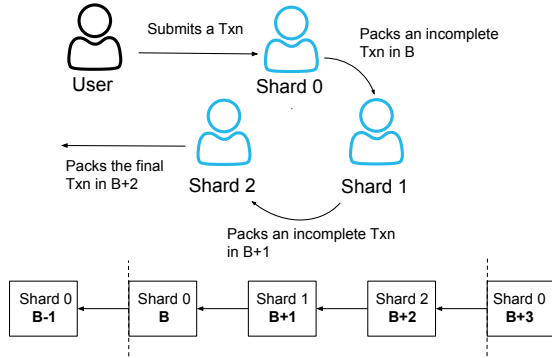 Submits a Txn
Packs an incomplete
Txn in B
User
Shard 0
Packs the final
Txn in B+2
Shard 2
Shard 1
Packs an incomplete Txn
in B+1
Shard 0
B-1
Shard 0
B
Shard 1
B+1
Shard 2
B+2
Shard 0
B+3